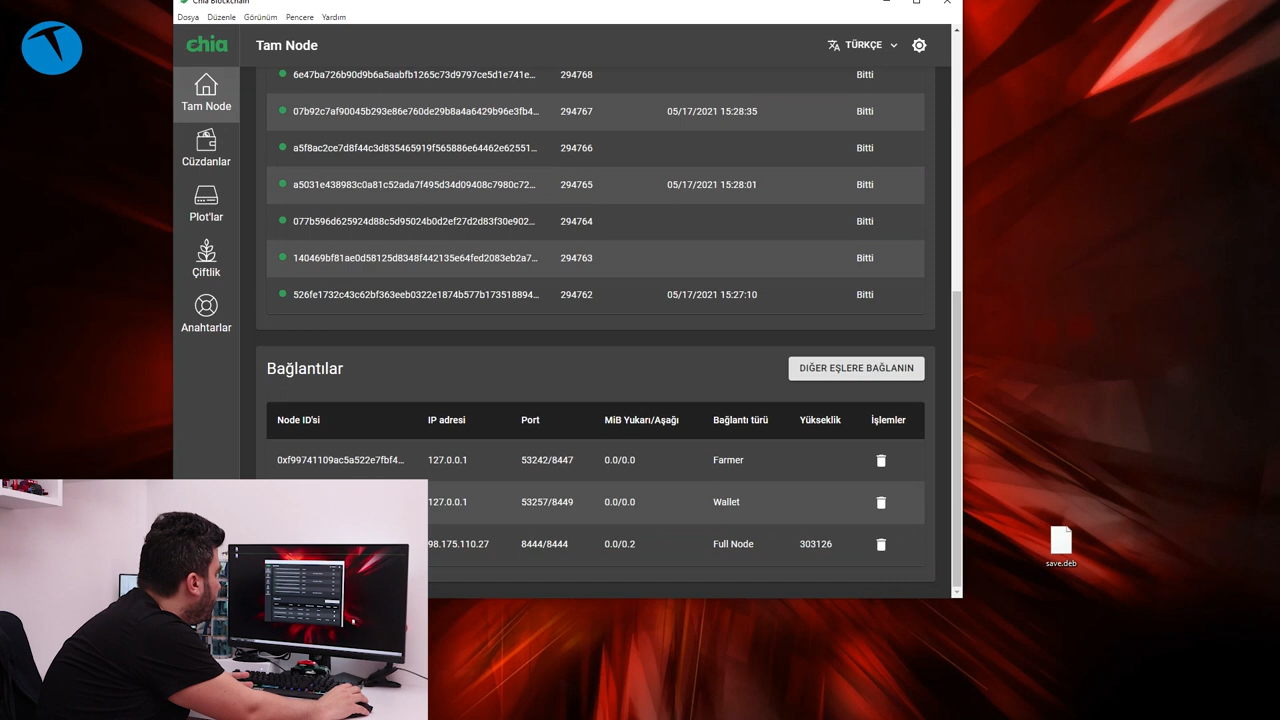 Chia Blockchain
Dosya Düzenle Görünüm Pencere Yardım
chia Tam Node TÜRKÇE
Tam Node
Cüzdanlar
Plot'lar
Çiftlik
Anahtarlar
6e47ba726b90d9b6a5aabfb1265c73d9797ce5d1e741e... 294768 Bitti
07b92c7af90045b293e86e760de29b8a4a6429b96e3fb4... 294767 05/17/2021 15:28:35 Bitti
a5f8ac2ce7d8f44c3d835465919f565886e64462e62551... 294766 Bitti
a5031e438983c0a81c52ada7f495d34d09408c7980c72... 294765 05/17/2021 15:28:01 Bitti
077b596d625924d88c5d95024b0d2ef27d2d83f30e902... 294764 Bitti
140469bf81ae0d58125d8348f442135e64fed2083eb2a7... 294763 Bitti
526fe1732c43c62bf363eeb0322e1874b577b173518894... 294762 05/17/2021 15:27:10 Bitti
Bağlantılar DIĞER EŞLERE BAĞLANIN
Node ID'si IP adresi Port MiB Yukarı/Aşağı Bağlantı türü Yükseklik İşlemler
0xf99741109ac5a522e7fbf4... 127.0.0.1 53242/8447 0.0/0.0 Farmer
127.0.0.1 53257/8449 0.0/0.0 Wallet
98.175.110.27 8444/8444 0.0/0.2 Full Node 303126
save.deb